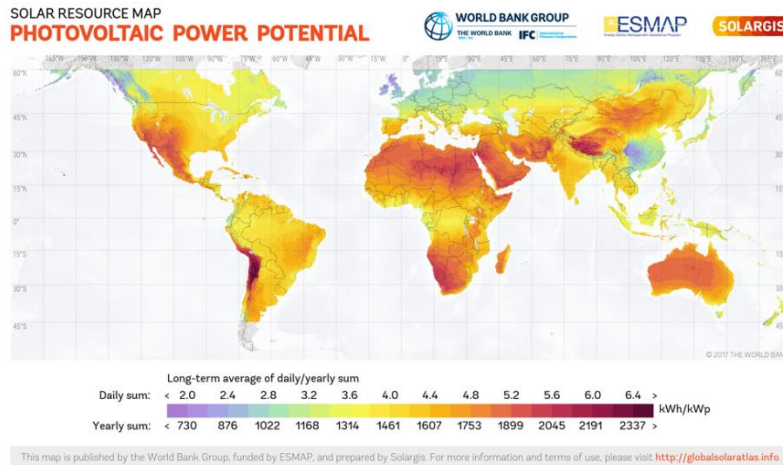 SOLAR RESOURCE MAP
PHOTOVOLTAIC POWER POTENTIAL
WORLD BANK GROUP
THE WORLD BANK IFC International Finance Corporation
ESMAP
SOLARGIS
150°W 135°W 120°W 105°W 90°W 75°W 60°W 45°W 30°W 15°W 0° 15°E 30°E 45°E 60°E 75°E 90°E 105°E 120°E 135°E 150°E
60°N
45°N
30°N
15°N
0°
15°S
30°S
45°S
© 2017 THE WORLD BAN
Long-term average of daily/yearly sum
Daily sum: < 2.0 2.4 2.8 3.2 3.6 4.0 4.4 4.8 5.2 5.6 6.0 6.4 >
kWh/kWp
Yearly sum: < 730 876 1022 1168 1314 1461 1607 1753 1899 2045 2191 2337 >
This map is published by the World Bank Group, funded by ESMAP, and prepared by Solargis. For more information and terms of use, please visit http://globalsolaratlas.info.